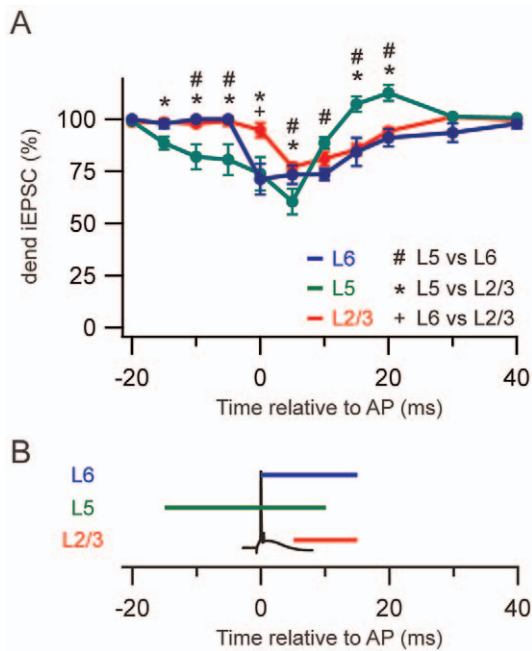 A
# #
# # * # * *
* * * + * #
100
75
50
25
0
dend iEPSC (%)
L6 # L5 vs L6
L5 * L5 vs L2/3
L2/3 + L6 vs L2/3
-20 0 20 40
Time relative to AP (ms)
B
L6
L5
L2/3
-20 0 20 40
Time relative to AP (ms)